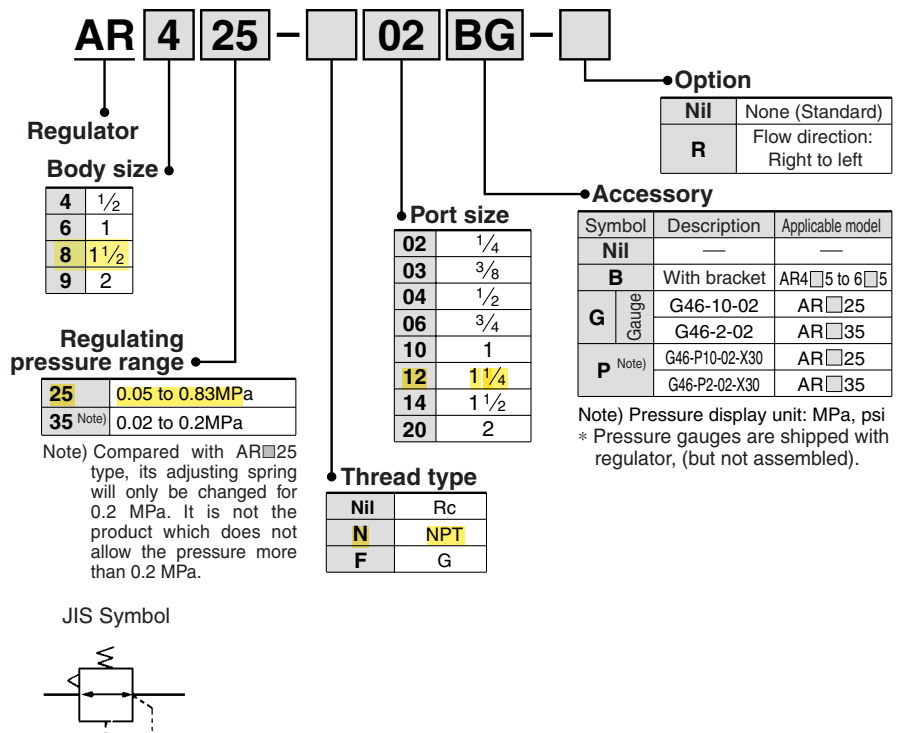 AR 4 25 – 02 BG –
Option
Nil None (Standard)
R Flow direction:
Right to left
Regulator
Body size
4 1/2
6 1
8 1 1/2
9 2
Port size
02 1/4
03 3/8
04 1/2
06 3/4
10 1
12 1 1/4
14 1 1/2
20 2
Accessory
Symbol Description Applicable model
Nil — —
B With bracket AR4□5 to 6□5
G Gauge G46-10-02 AR□25
G46-2-02 AR□35
P Note) G46-P10-02-X30 AR□25
G46-P2-02-X30 AR□35
Note) Pressure display unit: MPa, psi
* Pressure gauges are shipped with
regulator, (but not assembled).
Regulating
pressure range
25 0.05 to 0.83MPa
35 Note) 0.02 to 0.2MPa
Note) Compared with AR□25
type, its adjusting spring
will only be changed for
0.2 MPa. It is not the
product which does not
allow the pressure more
than 0.2 MPa.
Thread type
Nil Rc
N NPT
F G
JIS Symbol